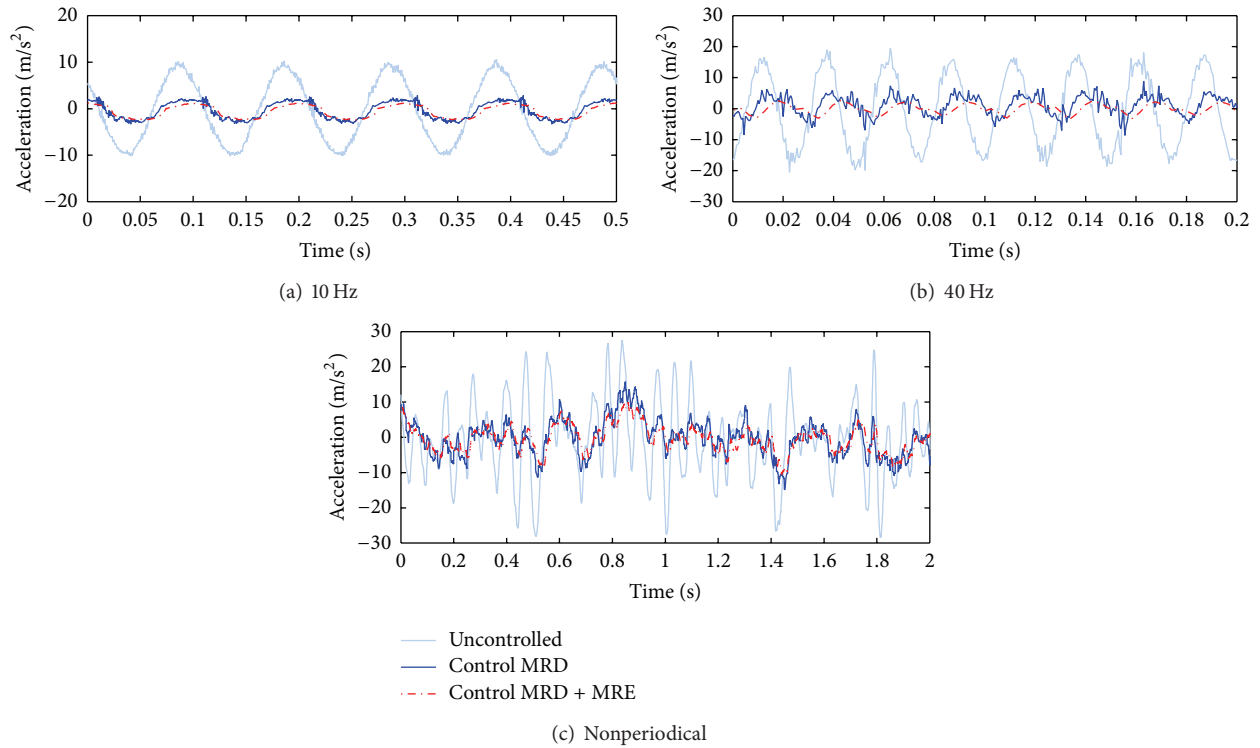 20
10
0
−10
−20
Acceleration (m/s²)
0 0.05 0.1 0.15 0.2 0.25 0.3 0.35 0.4 0.45 0.5
Time (s)
(a) 10 Hz
30
20
10
0
−10
−20
−30
Acceleration (m/s²)
0 0.02 0.04 0.06 0.08 0.1 0.12 0.14 0.16 0.18 0.2
Time (s)
(b) 40 Hz
30
20
10
0
−10
−20
−30
Acceleration (m/s²)
0 0.2 0.4 0.6 0.8 1 1.2 1.4 1.6 1.8 2
Time (s)
Uncontrolled
Control MRD
Control MRD + MRE
(c) Nonperiodical